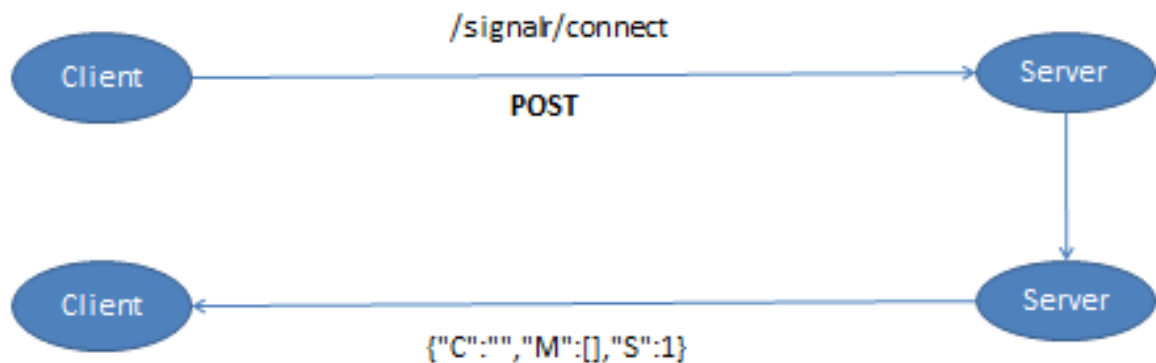 /signalr/connect
Client
Server
POST
Client
Server
{"C":"","M":[],"S":1}